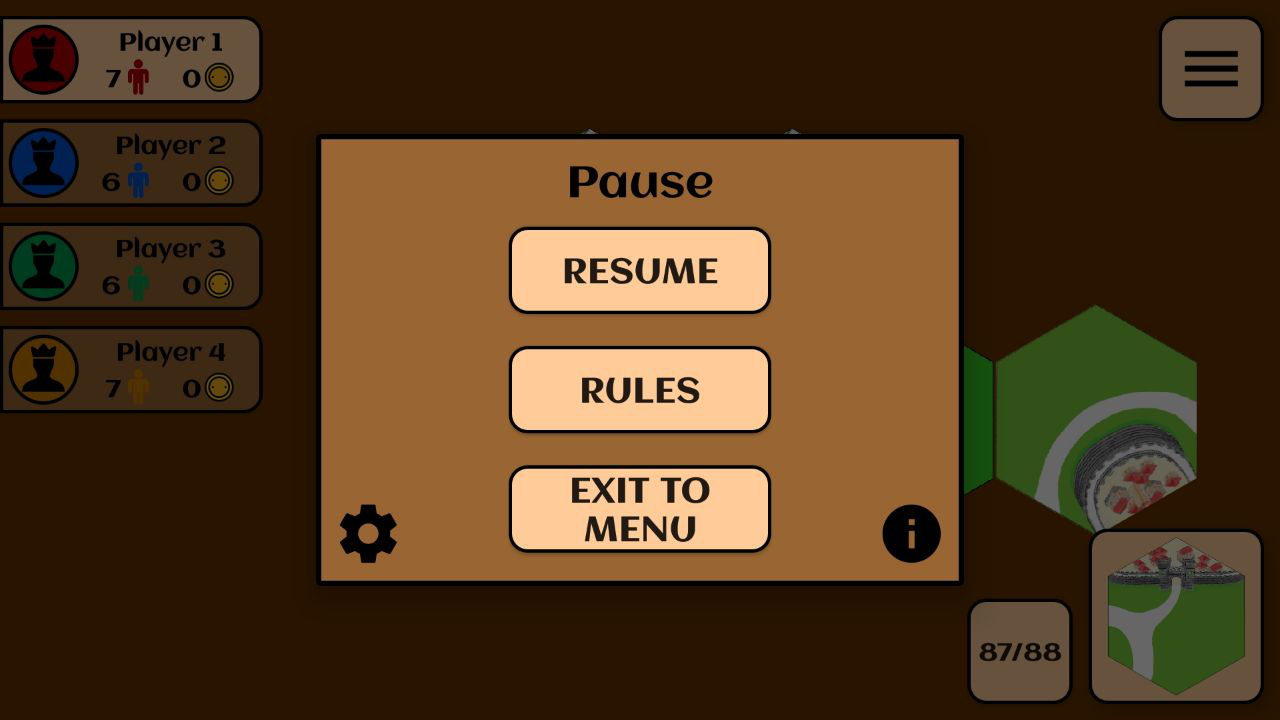 Player 1
7 0
Player 2
6 0
Player 3
6 0
Player 4
7 0
Pause
RESUME
RULES
EXIT TO
MENU
87/88